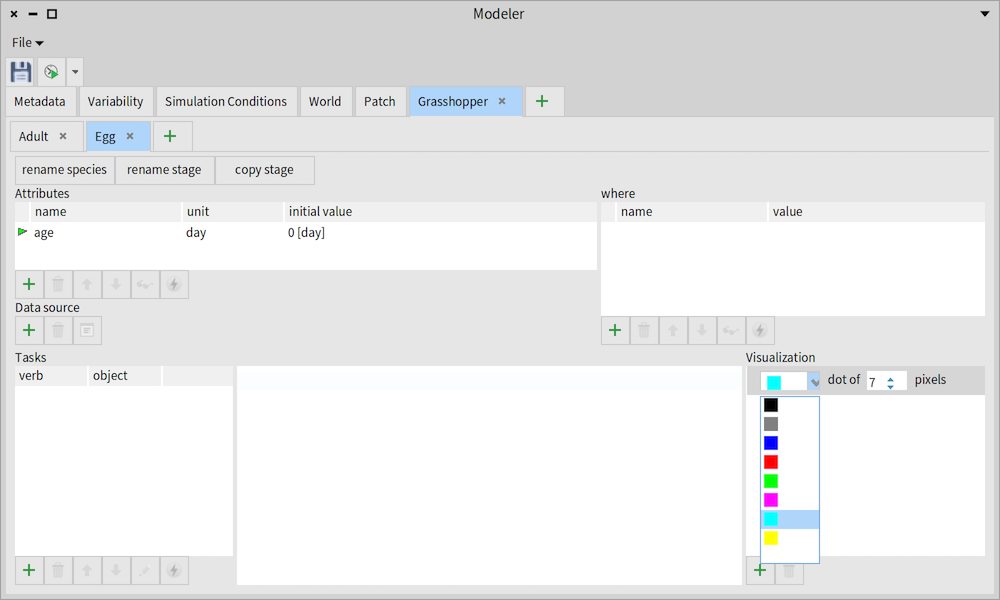 Modeler
File
Metadata Variability Simulation Conditions World Patch Grasshopper
Adult Egg
rename species rename stage copy stage
Attributes
name unit initial value
age day 0 [day]
where
name value
Data source
Tasks
verb object
Visualization
dot of 7 pixels